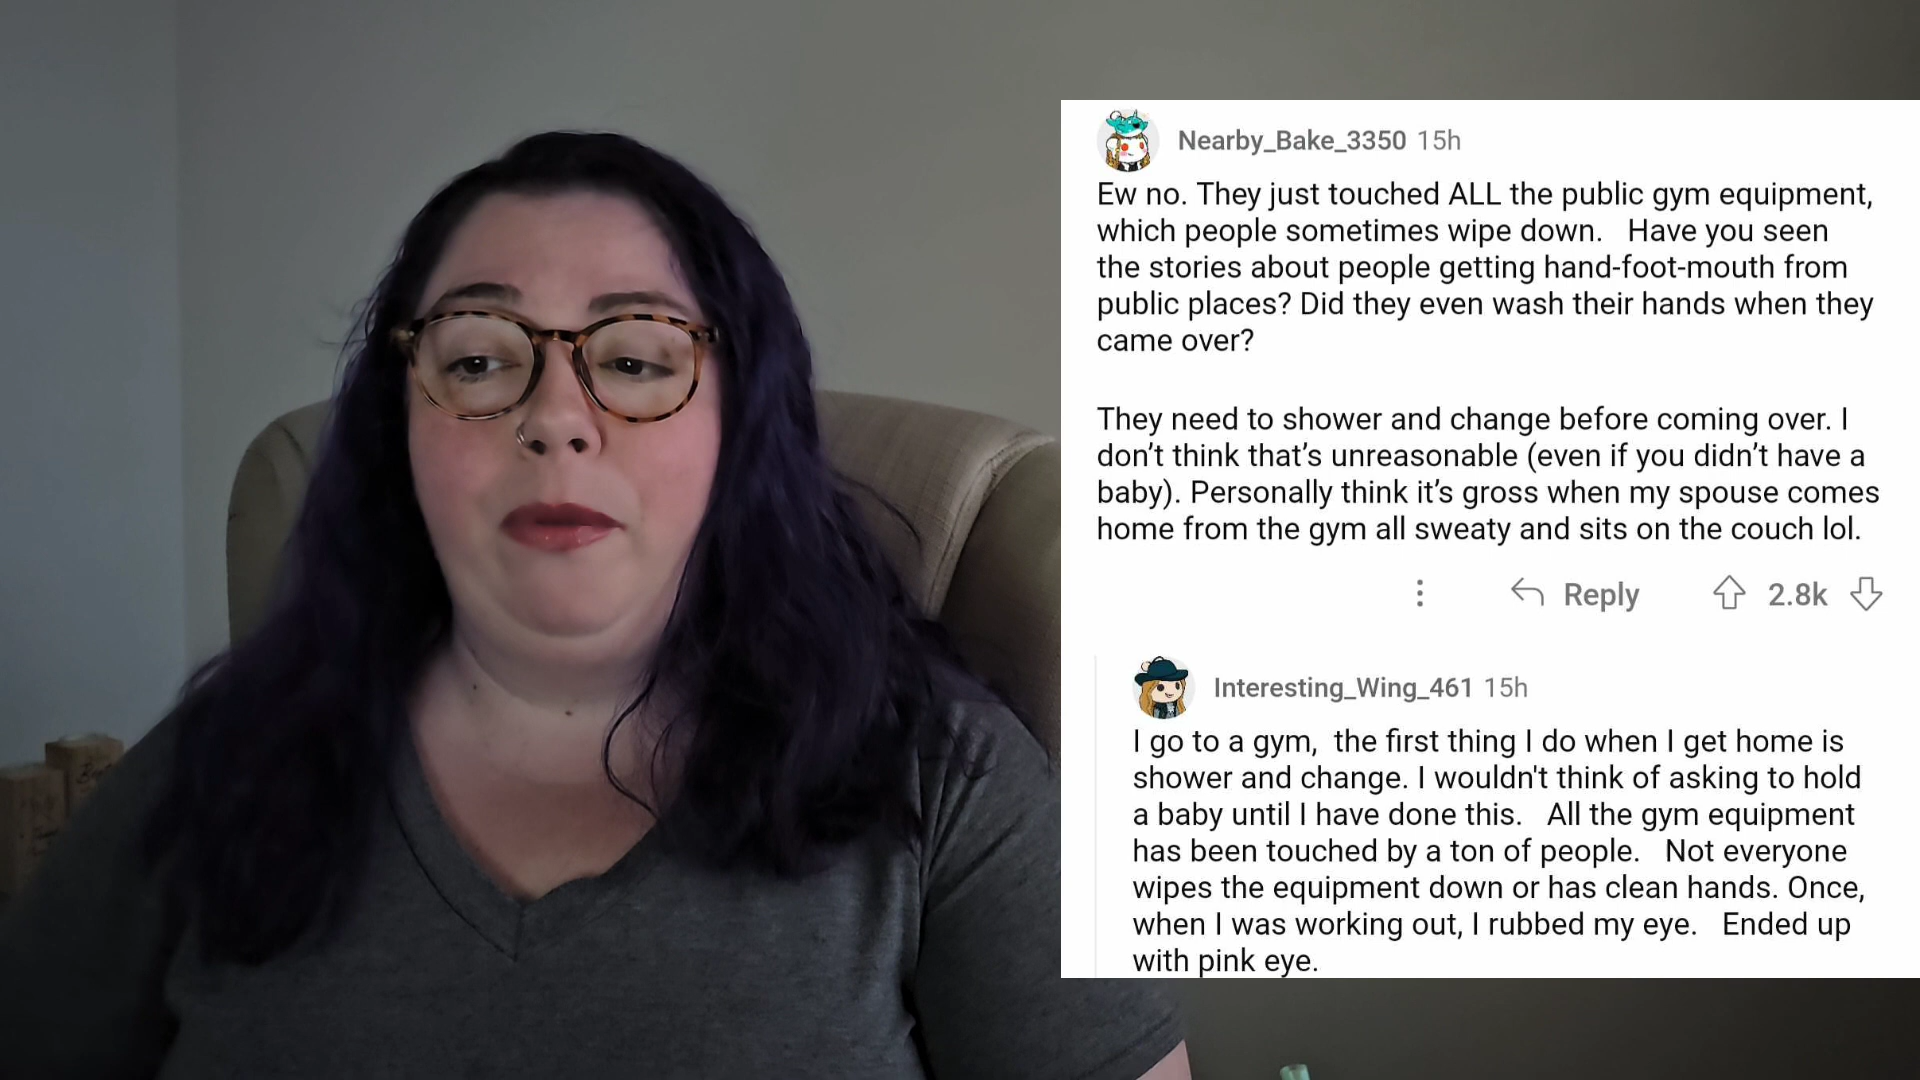 Nearby_Bake_3350 15h
Ew no. They just touched ALL the public gym equipment,
which people sometimes wipe down. Have you seen
the stories about people getting hand-foot-mouth from
public places? Did they even wash their hands when they
came over?
They need to shower and change before coming over. I
don’t think that’s unreasonable (even if you didn’t have a
baby). Personally think it’s gross when my spouse comes
home from the gym all sweaty and sits on the couch lol.
Reply 2.8k
Interesting_Wing_461 15h
I go to a gym, the first thing I do when I get home is
shower and change. I wouldn't think of asking to hold
a baby until I have done this. All the gym equipment
has been touched by a ton of people. Not everyone
wipes the equipment down or has clean hands. Once,
when I was working out, I rubbed my eye. Ended up
with pink eye.